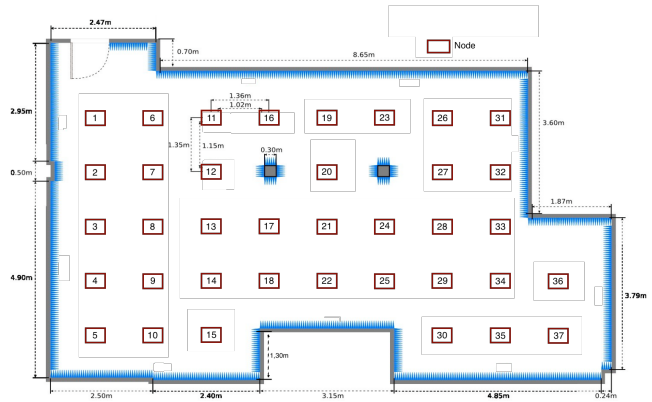 2.47m
Node
0.70m
8.65m
2.95m
1.36m
1.02m
1 6 11 16 19 23 26 31
3.60m
1.35m 1.15m
0.30m
0.50m
2 7 12 20 27 32
1.87m
3 8 13 17 21 24 28 33
4.90m
4 9 14 18 22 25 29 34 36
3.79m
5 10 15 30 35 37
1,30m
2.50m 2.40m 3.15m 4.85m 0.24m